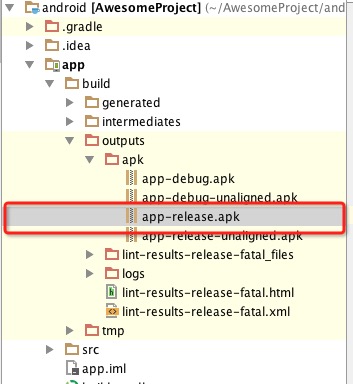 android [AwesomeProject] (~/AwesomeProject/and
.gradle
.idea
app
build
generated
intermediates
outputs
apk
app-debug.apk
app-debug-unaligned.apk
app-release.apk
app-release-unaligned.apk
lint-results-release-fatal_files
logs
lint-results-release-fatal.html
lint-results-release-fatal.xml
tmp
src
app.iml